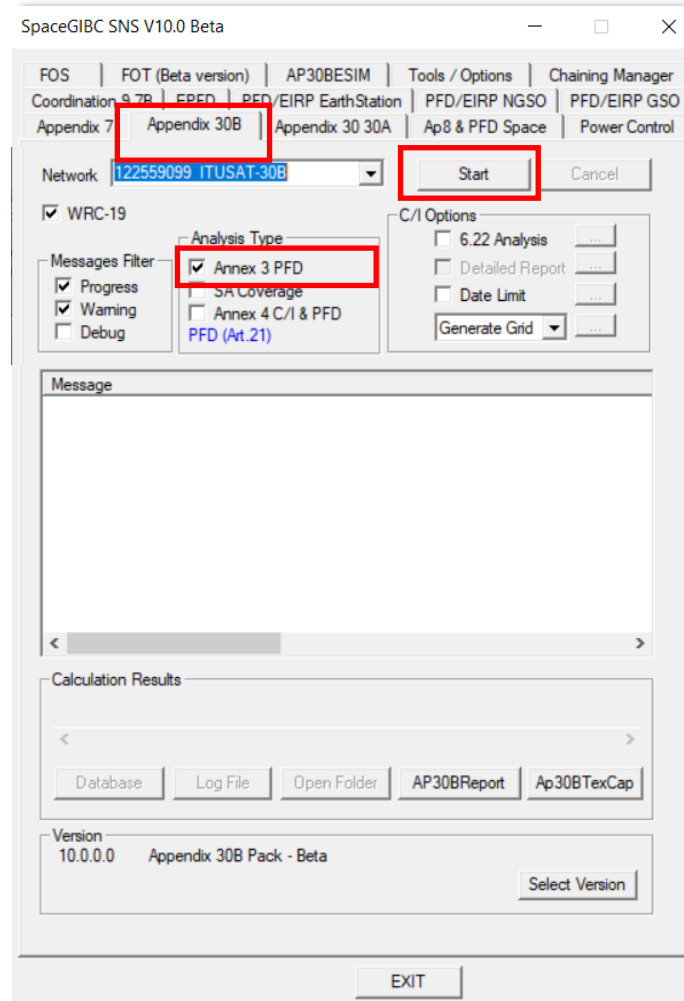 SpaceGIBC SNS V10.0 Beta
FOS FOT (Beta version) AP30BESIM Tools / Options Chaining Manager
Coordination 9.7B EPFD PFD/EIRP EarthStation PFD/EIRP NGSO PFD/EIRP GSO
Appendix 7 Appendix 30B Appendix 30 30A Ap8 & PFD Space Power Control
Network 122559099 ITUSAT-30B Start Cancel
WRC-19
Messages Filter
Progress
Warning
Debug
Analysis Type
Annex 3 PFD
SA Coverage
Annex 4 C/I & PFD
PFD (Art.21)
C/I Options
6.22 Analysis ...
Detailed Report ...
Date Limit ...
Generate Grid ...
Message
Calculation Results
Database Log File Open Folder AP30BReport Ap30BTexCap
Version
10.0.0.0 Appendix 30B Pack - Beta
Select Version
EXIT